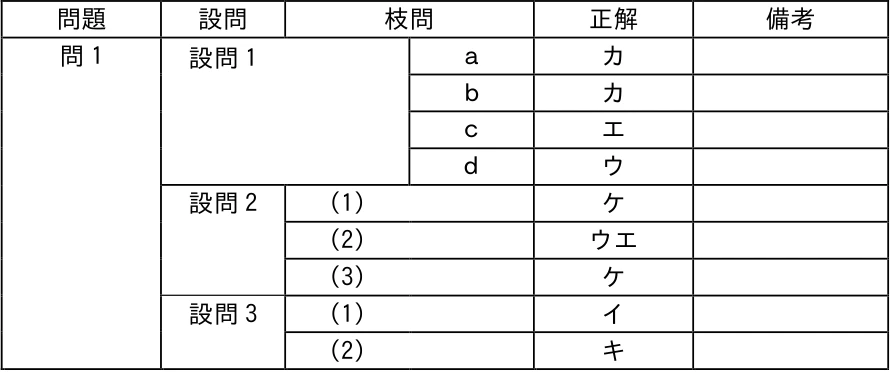 問題 設問 枝問 正解 備考
問1 設問1 a カ
b カ
c エ
d ウ
設問2 (1) ケ
(2) ウエ
(3) ケ
設問3 (1) イ
(2) キ